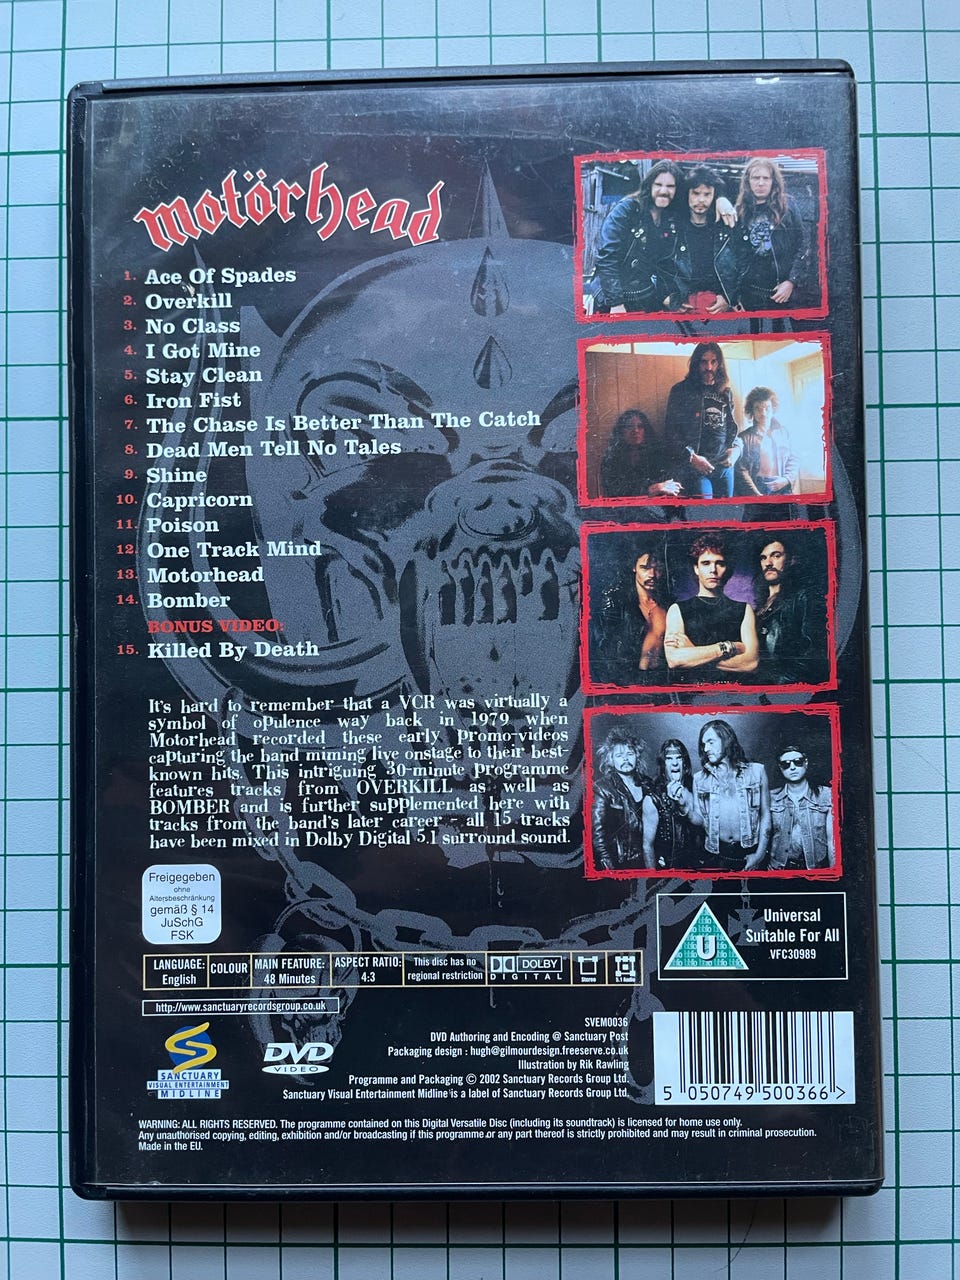 motörhead
1. Ace Of Spades
2. Overkill
3. No Class
4. I Got Mine
5. Stay Clean
6. Iron Fist
7. The Chase Is Better Than The Catch
8. Dead Men Tell No Tales
9. Shine
10. Capricorn
11. Poison
12. One Track Mind
13. Motorhead
14. Bomber
BONUS VIDEO:
15. Killed By Death
It's hard to remember that a VCR was virtually a
symbol of opulence way back in 1979 when
Motorhead recorded these early promo-videos
capturing the band miming live onstage to their best-
known hits. This intriguing 30-minute programme
features tracks from OVERKILL as well as
BOMBER and is further supplemented here with
tracks from the band's later career - all 15 tracks
have been mixed in Dolby Digital 5.1 surround sound.
Freigegeben
ohne
Altersbeschränkung
gemäß § 14
JuSchG
FSK
U
Universal
Suitable For All
VFC30989
LANGUAGE:
English
COLOUR
MAIN FEATURE:
48 Minutes
ASPECT RATIO:
4:3
This disc has no
regional restriction
DOLBY
DIGITAL
Stereo
5.1 Audio
http://www.sanctuaryrecordsgroup.co.uk
SANCTUARY
VISUAL ENTERTAINMENT
MIDLINE
DVD
VIDEO
SVEM0036
DVD Authoring and Encoding @ Sanctuary Post
Packaging design : hugh@gilmourdesign.freeserve.co.uk
Illustration by Rik Rawling
Programme and Packaging © 2002 Sanctuary Records Group Ltd.
Sanctuary Visual Entertainment Midline is a label of Sanctuary Records Group Ltd.
5 050749 500366 >
WARNING: ALL RIGHTS RESERVED. The programme contained on this Digital Versatile Disc (including its soundtrack) is licensed for home use only.
Any unauthorised copying, editing, exhibition and/or broadcasting if this programme or any part thereof is strictly prohibited and may result in criminal prosecution.
Made in the EU.